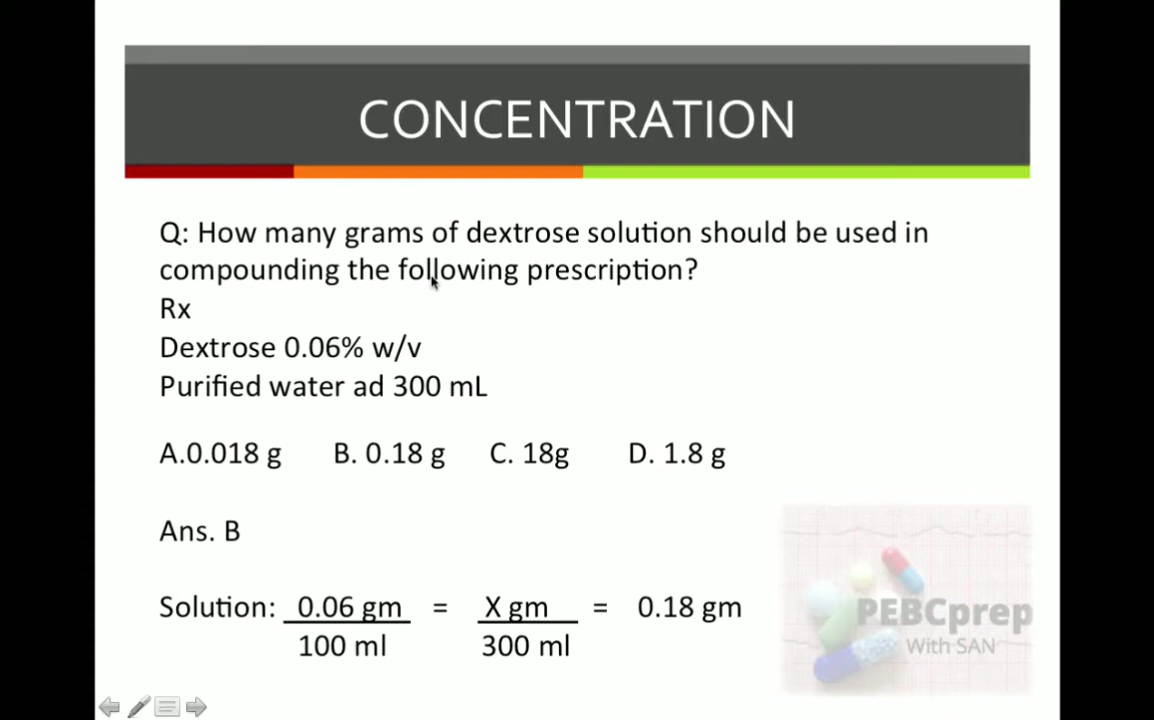 CONCENTRATION
Q: How many grams of dextrose solution should be used in
compounding the following prescription?
Rx
Dextrose 0.06% w/v
Purified water ad 300 mL
A.0.018 g B. 0.18 g C. 18g D. 1.8 g
Ans. B
Solution: 0.06 gm = X gm = 0.18 gm
100 ml 300 ml
PEBCprep
With SAN